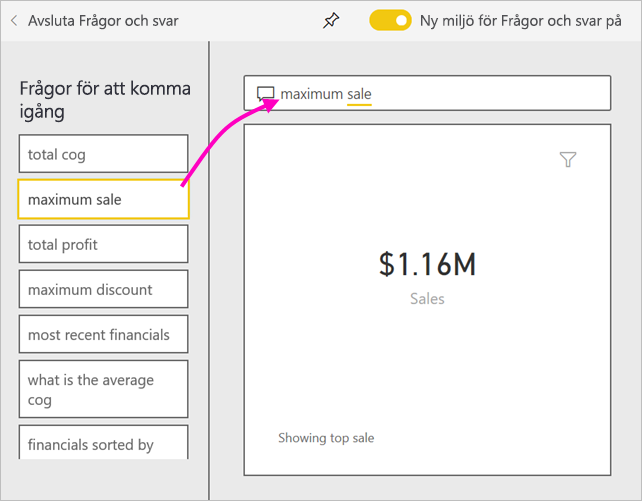 Avsluta Frågor och svar
Ny miljö för Frågor och svar på
Frågor för att komma
igång
total cog
maximum sale
total profit
maximum discount
most recent financials
what is the average
cog
financials sorted by
maximum sale
$1.16M
Sales
Showing top sale